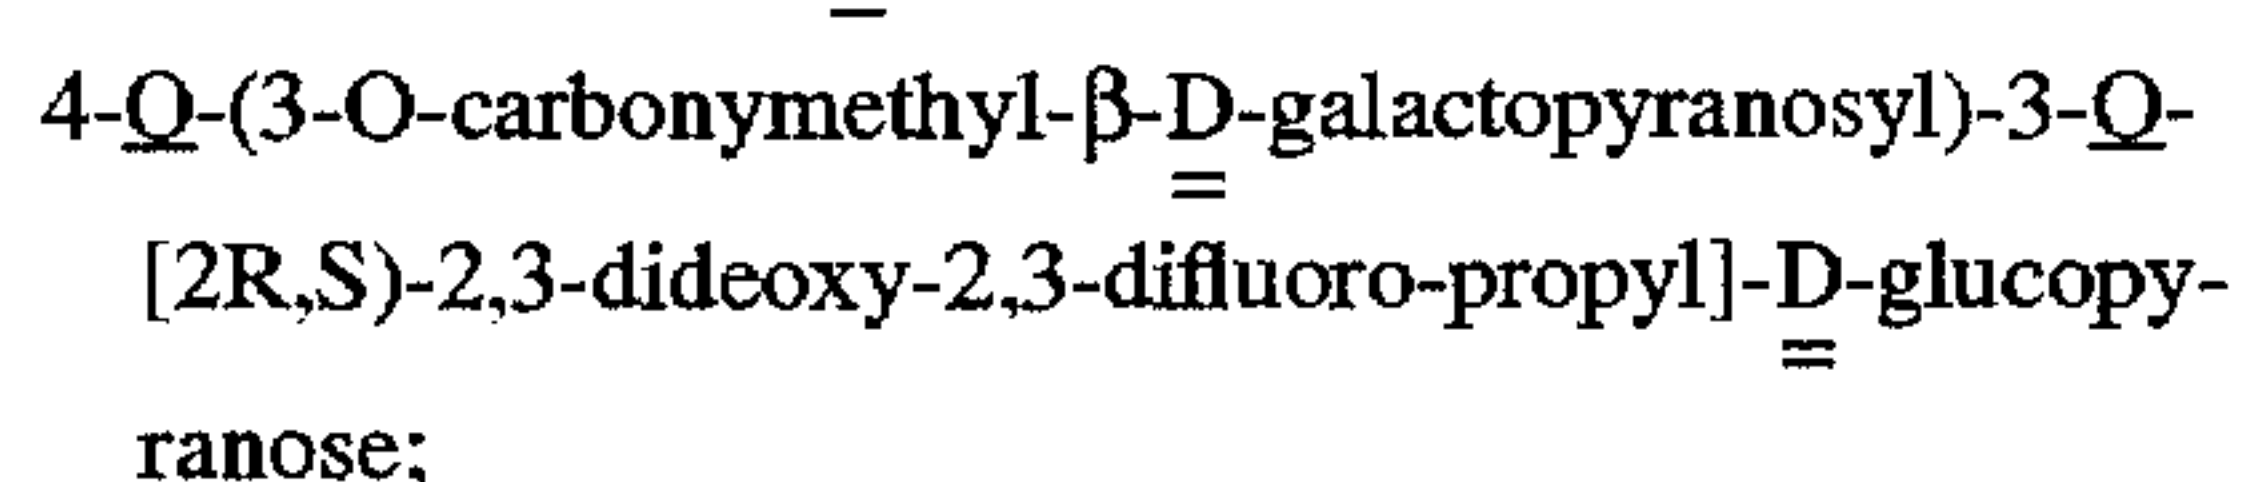 4-O-(3-O-carbonymethyl-β-D-galactopyranosyl)-3-O-
[2R,S)-2,3-dideoxy-2,3-difluoro-propyl]-D-glucopy-
ranose;